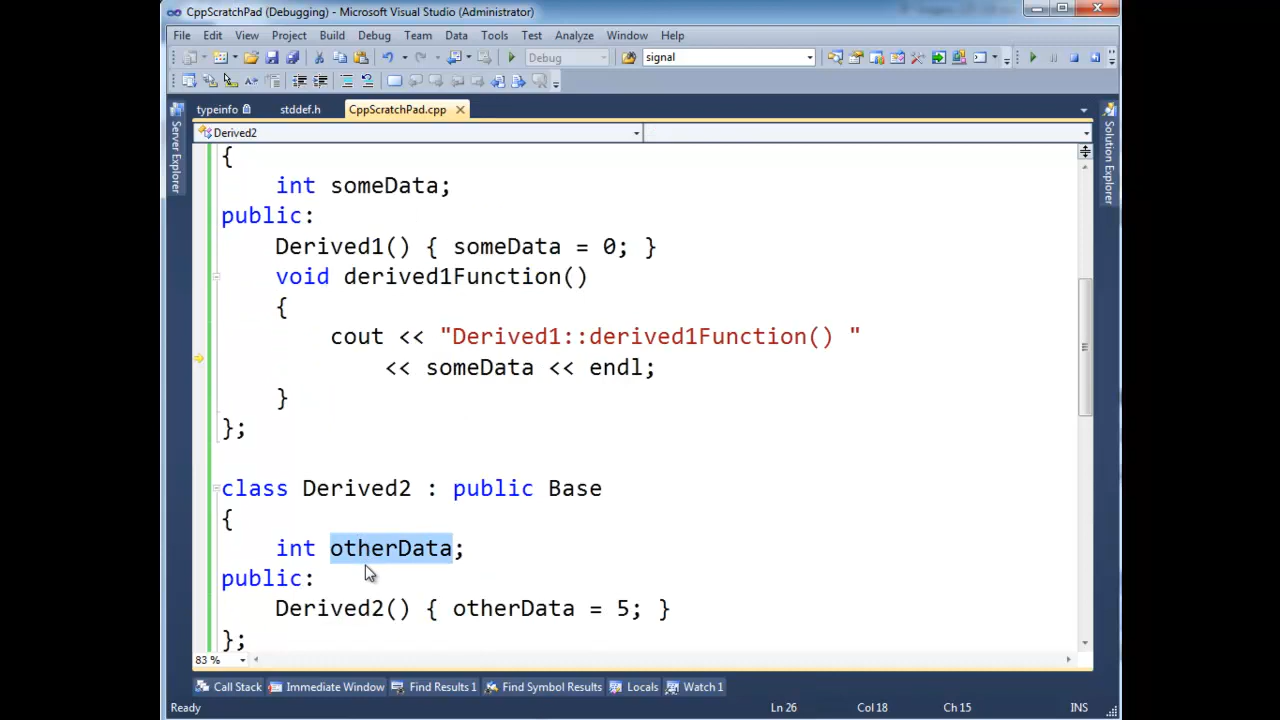 CppScratchPad (Debugging) - Microsoft Visual Studio (Administrator)
File Edit View Project Build Debug Team Data Tools Test Analyze Window Help
Debug signal
typeinfo stddef.h CppScratchPad.cpp
Server Explorer
Solution Explorer
Derived2
{
int someData;
public:
Derived1() { someData = 0; }
void derived1Function()
{
cout << "Derived1::derived1Function() "
<< someData << endl;
}
};
class Derived2 : public Base
{
int otherData;
public:
Derived2() { otherData = 5; }
};
83 %
Call Stack Immediate Window Find Results 1 Find Symbol Results Locals Watch 1
Ready Ln 26 Col 18 Ch 15 INS